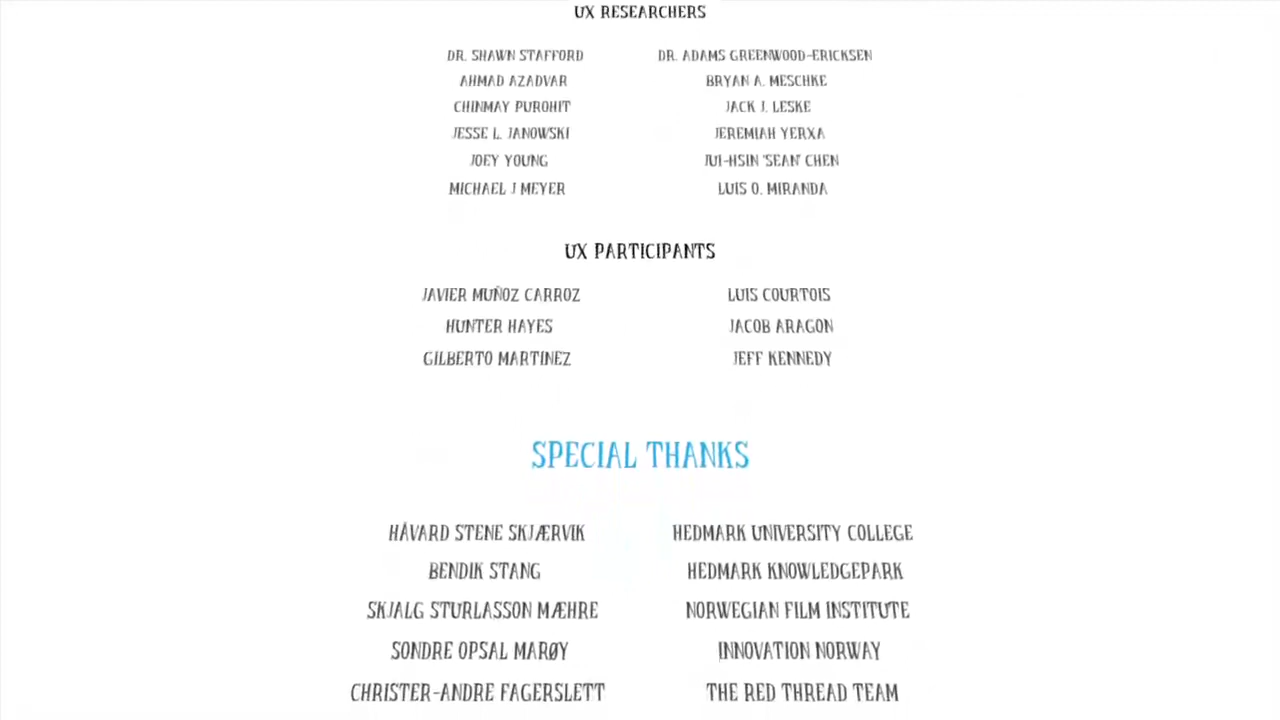 UX RESEARCHERS
DR. SHAWN STAFFORD DR. ADAMS GREENWOOD-ERICKSEN
AHMAD AZADVAR BRYAN A. MESCHKE
CHINMAY PUROHIT JACK J. LESKE
JESSE L. JANOWSKI JEREMIAH YERXA
JOEY YOUNG JUI-HSIN 'SEAN' CHEN
MICHAEL J MEYER LUIS O. MIRANDA
UX PARTICIPANTS
JAVIER MUÑOZ CARROZ LUIS COURTOIS
HUNTER HAYES JACOB ARAGON
GILBERTO MARTINEZ JEFF KENNEDY
SPECIAL THANKS
HÅVARD STENE SKJÆRVIK HEDMARK UNIVERSITY COLLEGE
BENDIK STANG HEDMARK KNOWLEDGEPARK
SKJALG STURLASSON MÆHRE NORWEGIAN FILM INSTITUTE
SONDRE OPSAL MARØY INNOVATION NORWAY
CHRISTER-ANDRE FAGERSLETT THE RED THREAD TEAM